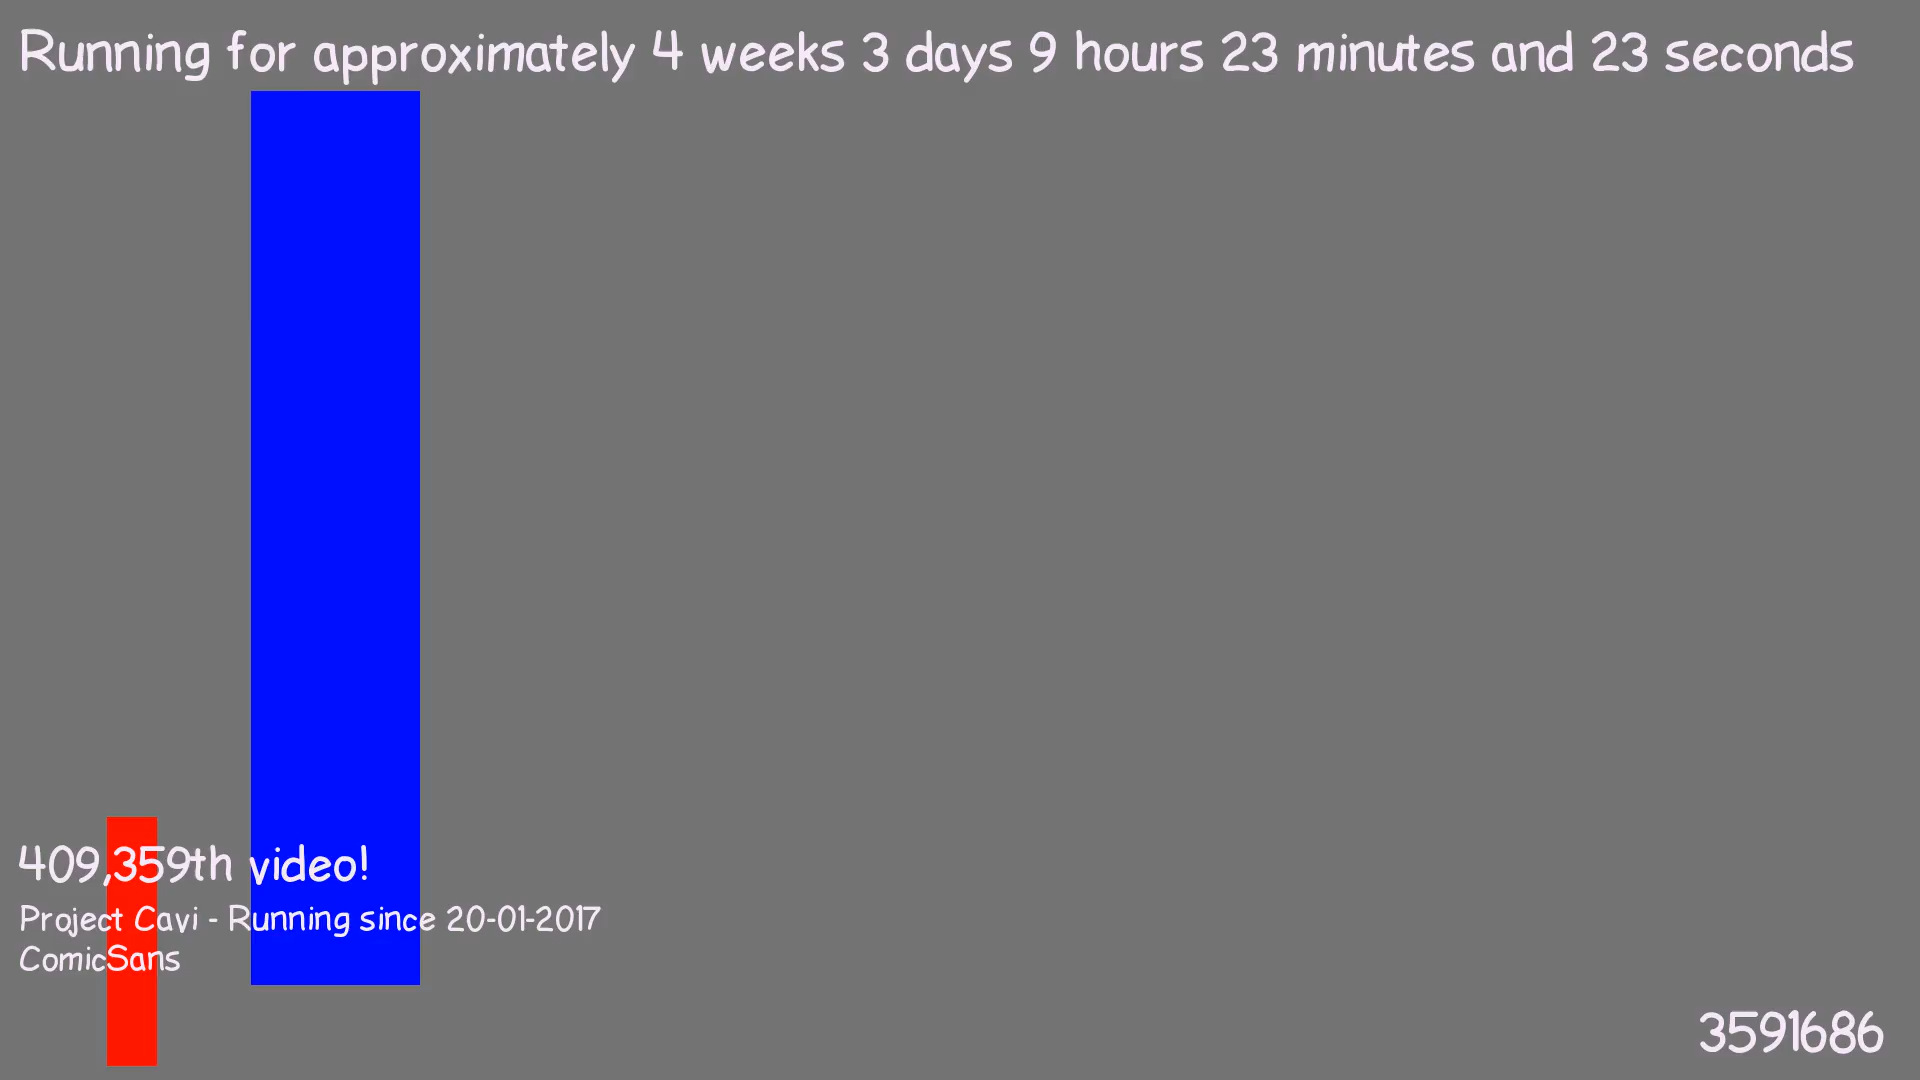 Running for approximately 4 weeks 3 days 9 hours 23 minutes and 23 seconds
409,359th video!
Project Cavi - Running since 20-01-2017
ComicSans
3591686